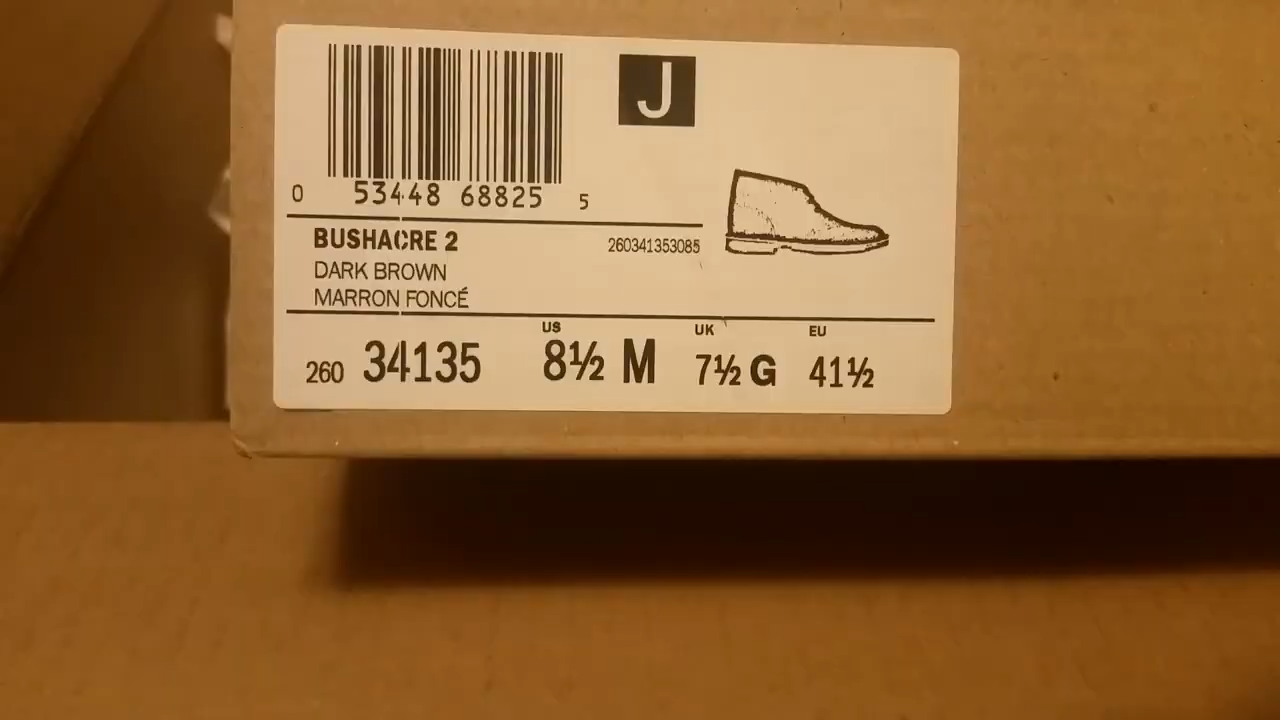 J
0 53448 68825 5
BUSHACRE 2 260341353085
DARK BROWN
MARRON FONCÉ
US UK EU
260 34135 8½ M 7½ G 41½